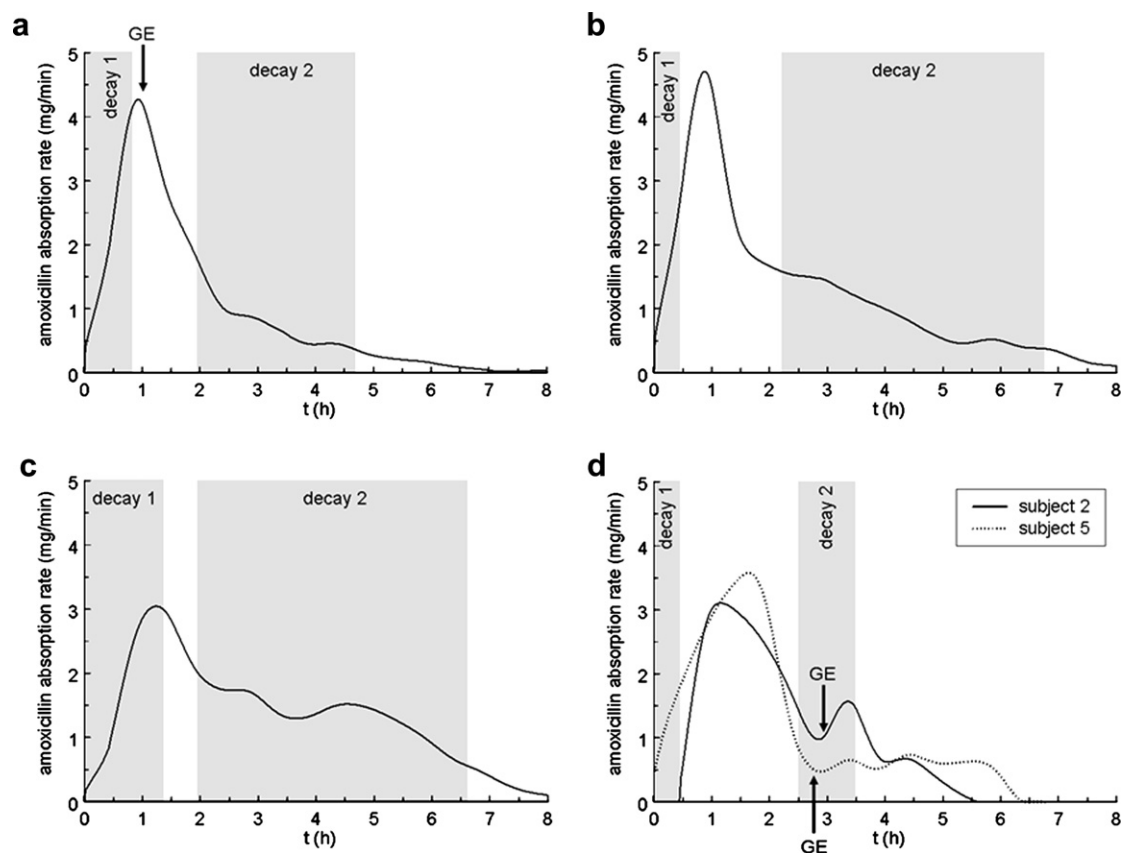 a
GE
decay 1
decay 2
amoxicillin absorption rate (mg/min)
5
4
3
2
1
0
0 1 2 3 4 5 6 7 8
t (h)
b
decay 1
decay 2
amoxicillin absorption rate (mg/min)
5
4
3
2
1
0
0 1 2 3 4 5 6 7 8
t (h)
c
decay 1
decay 2
amoxicillin absorption rate (mg/min)
5
4
3
2
1
0
0 1 2 3 4 5 6 7 8
t (h)
d
decay 1
decay 2
subject 2
subject 5
GE
amoxicillin absorption rate (mg/min)
5
4
3
2
1
0
0 1 2 3 4 5 6 7 8
t (h)
GE